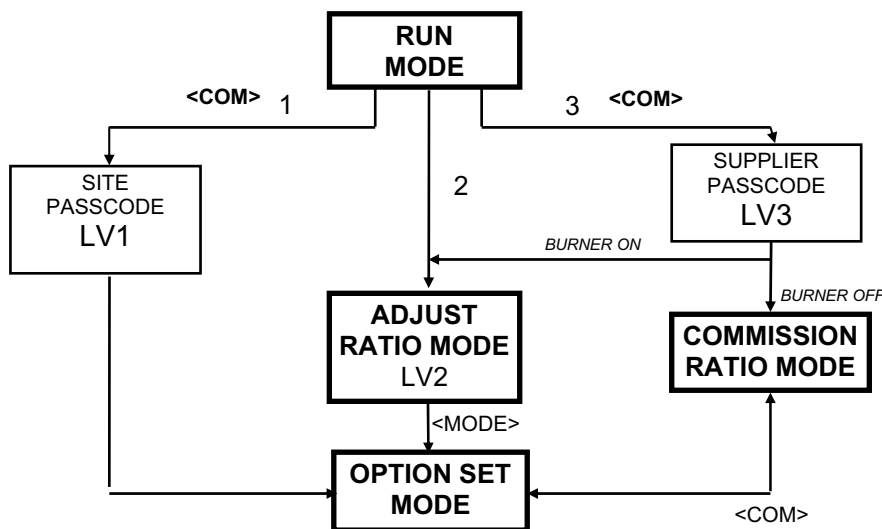 RUN
MODE
<COM> 1
3 <COM>
SITE
PASSCODE
LV1
2
SUPPLIER
PASSCODE
LV3
BURNER ON
BURNER OFF
ADJUST
RATIO MODE
LV2
COMMISSION
RATIO MODE
<MODE>
OPTION SET
MODE
<COM>